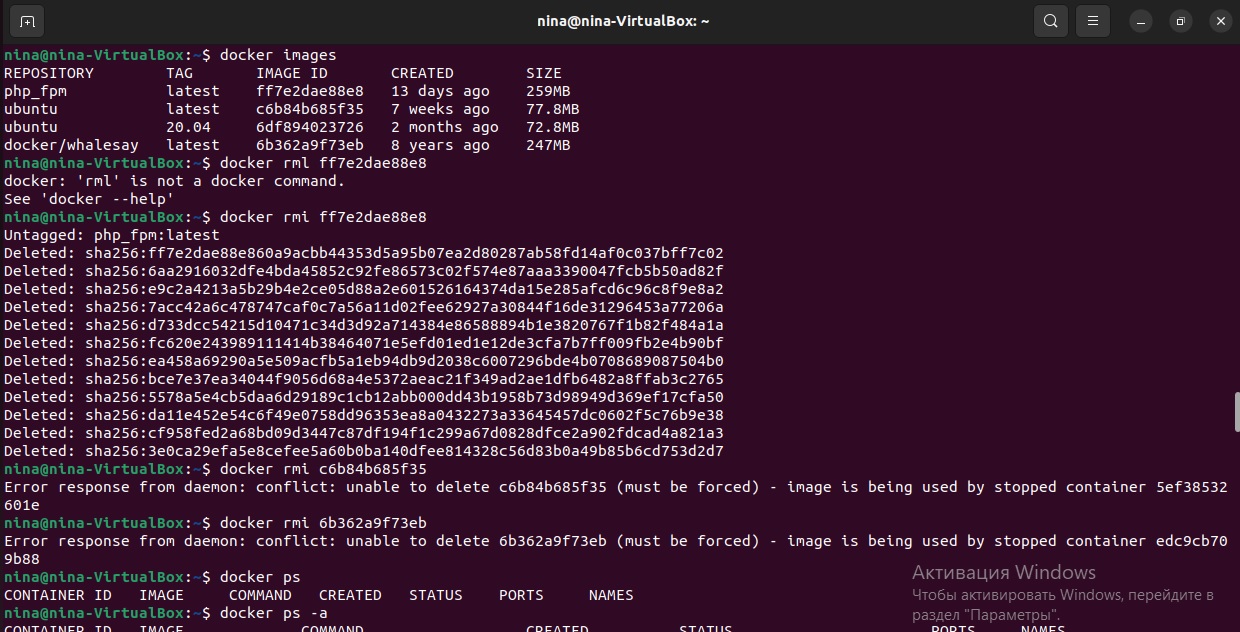 nina@nina-VirtualBox: ~
nina@nina-VirtualBox:~$ docker images
REPOSITORY        TAG       IMAGE ID       CREATED        SIZE
php_fpm           latest    ff7e2dae88e8   13 days ago    259MB
ubuntu            latest    c6b84b685f35   7 weeks ago    77.8MB
ubuntu            20.04     6df894023726   2 months ago   72.8MB
docker/whalesay   latest    6b362a9f73eb   8 years ago    247MB
nina@nina-VirtualBox:~$ docker rml ff7e2dae88e8
docker: 'rml' is not a docker command.
See 'docker --help'
nina@nina-VirtualBox:~$ docker rmi ff7e2dae88e8
Untagged: php_fpm:latest
Deleted: sha256:ff7e2dae88e860a9acbb44353d5a95b07ea2d80287ab58fd14af0c037bff7c02
Deleted: sha256:6aa2916032dfe4bda45852c92fe86573c02f574e87aaa3390047fcb5b50ad82f
Deleted: sha256:e9c2a4213a5b29b4e2ce05d88a2e601526164374da15e285afcd6c96c8f9e8a2
Deleted: sha256:7acc42a6c478747caf0c7a56a11d02fee62927a30844f16de31296453a77206a
Deleted: sha256:d733dcc54215d10471c34d3d92a714384e86588894b1e3820767f1b82f484a1a
Deleted: sha256:fc620e243989111414b38464071e5efd01ed1e12de3cfa7b7ff009fb2e4b90bf
Deleted: sha256:ea458a69290a5e509acfb5a1eb94db9d2038c6007296bde4b0708689087504b0
Deleted: sha256:bce7e37ea34044f9056d68a4e5372aeac21f349ad2ae1dfb6482a8ffab3c2765
Deleted: sha256:5578a5e4cb5daa6d29189c1cb12abb000dd43b1958b73d98949d369ef17cfa50
Deleted: sha256:da11e452e54c6f49e0758dd96353ea8a0432273a33645457dc0602f5c76b9e38
Deleted: sha256:cf958fed2a68bd09d3447c87df194f1c299a67d0828dfce2a902fdcad4a821a3
Deleted: sha256:3e0ca29efa5e8cefee5a60b0ba140dfee814328c56d83b0a49b85b6cd753d2d7
nina@nina-VirtualBox:~$ docker rmi c6b84b685f35
Error response from daemon: conflict: unable to delete c6b84b685f35 (must be forced) - image is being used by stopped container 5ef38532
601e
nina@nina-VirtualBox:~$ docker rmi 6b362a9f73eb
Error response from daemon: conflict: unable to delete 6b362a9f73eb (must be forced) - image is being used by stopped container edc9cb70
9b88
nina@nina-VirtualBox:~$ docker ps
CONTAINER ID   IMAGE     COMMAND   CREATED   STATUS    PORTS     NAMES
nina@nina-VirtualBox:~$ docker ps -a
CONTAINER ID   IMAGE             COMMAND                  CREATED          STATUS                      PORTS     NAMES
Активация Windows
Чтобы активировать Windows, перейдите в
раздел "Параметры".